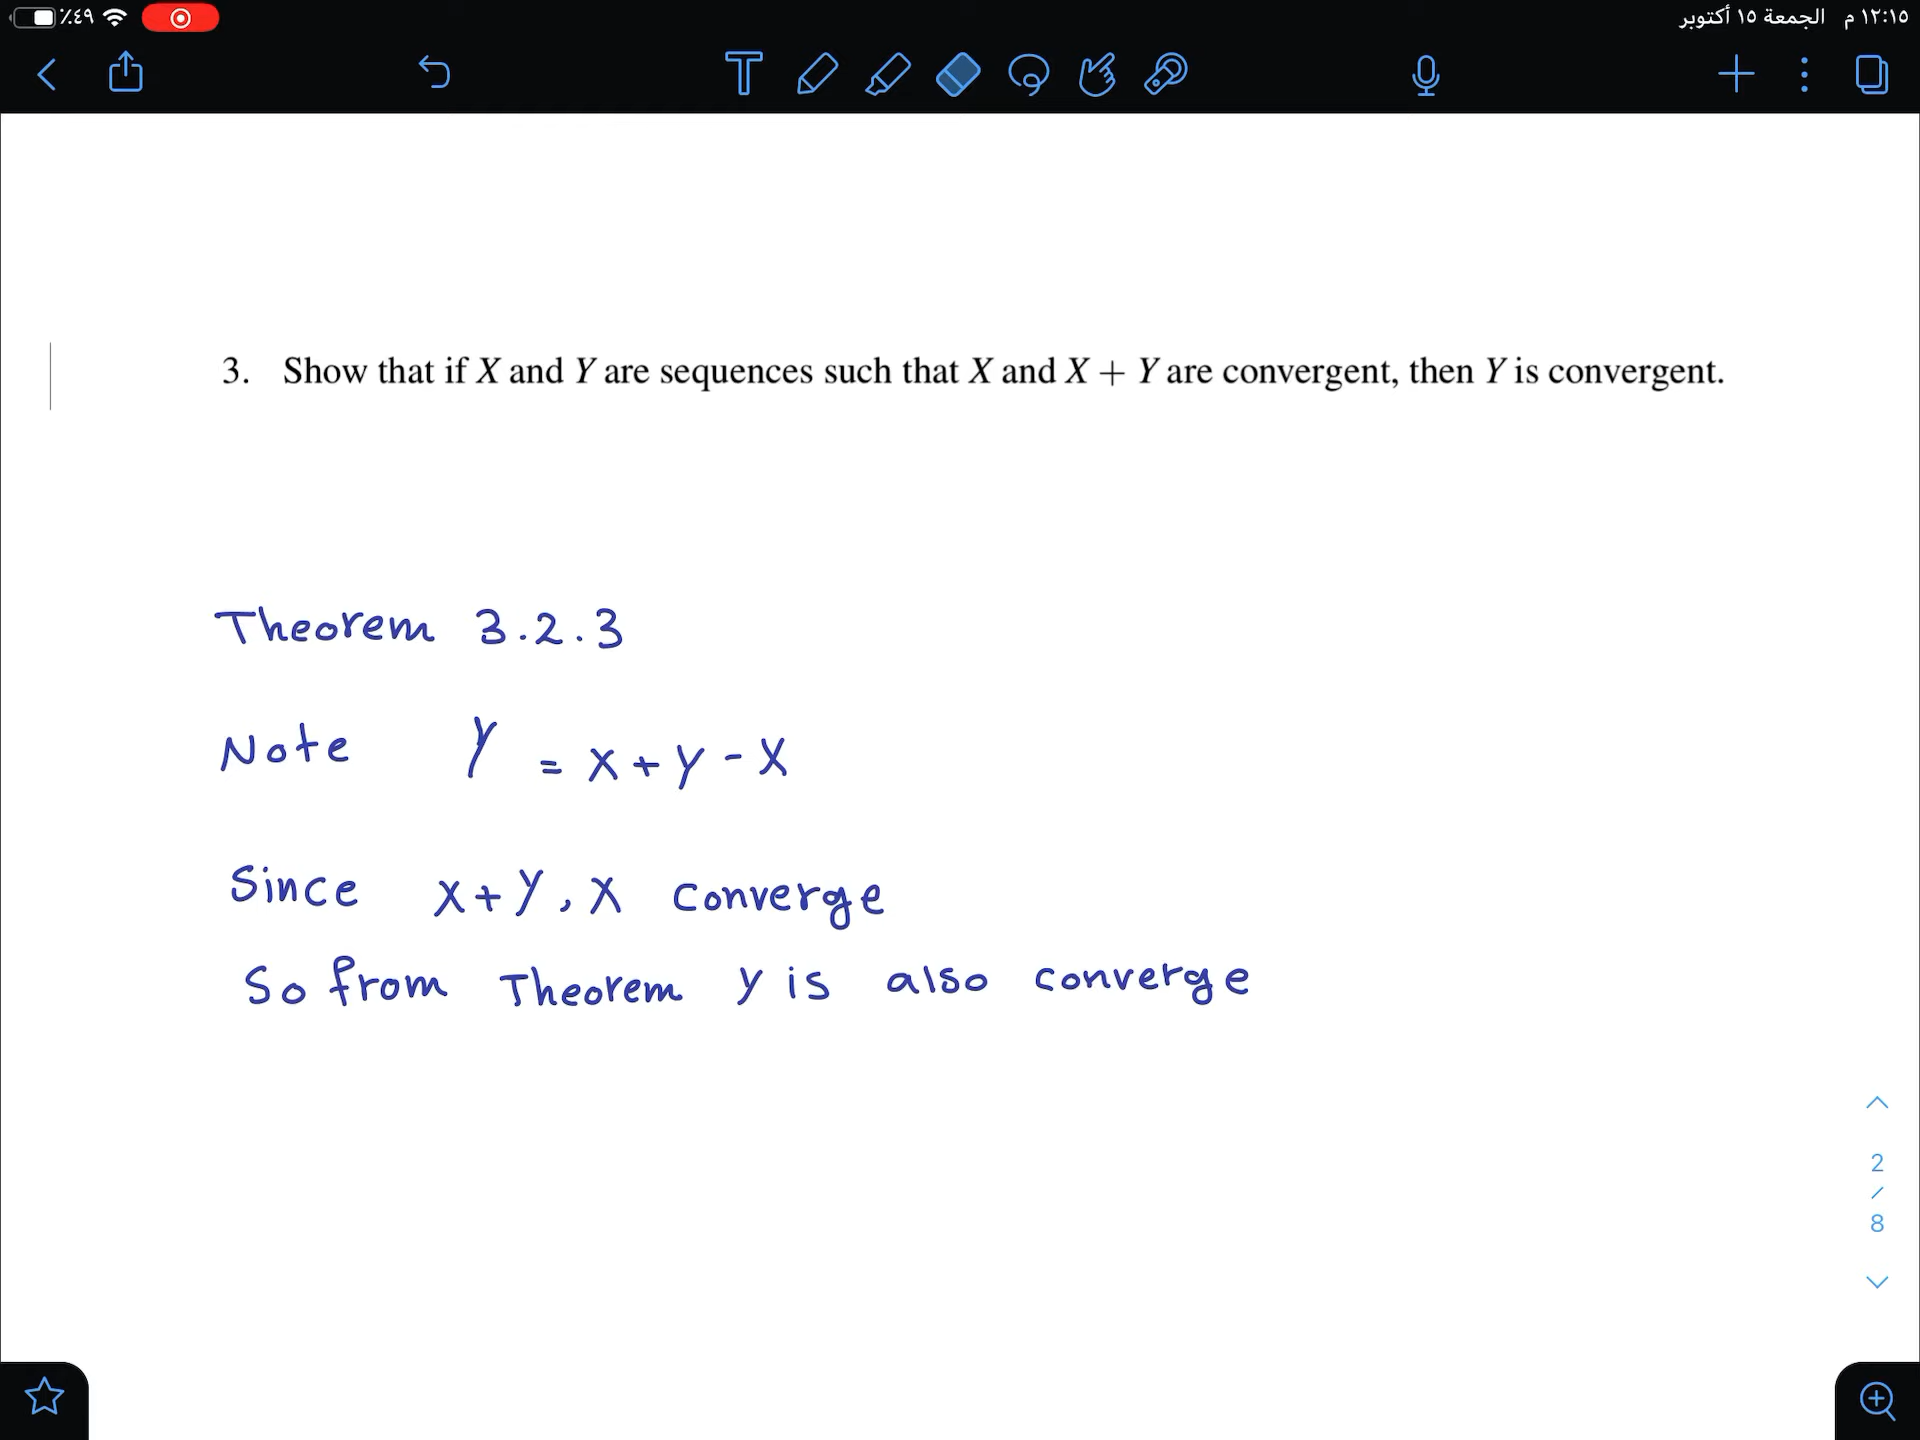 ٪٤٩
١٢:١٥ م الجمعة ١٥ أكتوبر
3. Show that if X and Y are sequences such that X and X + Y are convergent, then Y is convergent.
Theorem 3.2.3
Note Y = X + Y - X
Since X + Y , X converge
So from Theorem Y is also converge
2
/
8